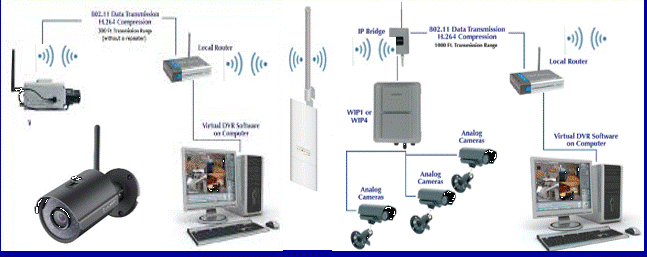 802.11 Data Transmission
H.264 Compression
300 Ft. Transmission Range
(without a repeater)
Local Router
Virtual DVR Software
on Computer
IP Bridge
802.11 Data Transmission
H.264 Compression
1000 Ft. Transmission Range
Local Router
WIP1 or
WIP4
Analog
Cameras
Analog
Cameras
Analog
Cameras
Virtual DVR Software
on Computer